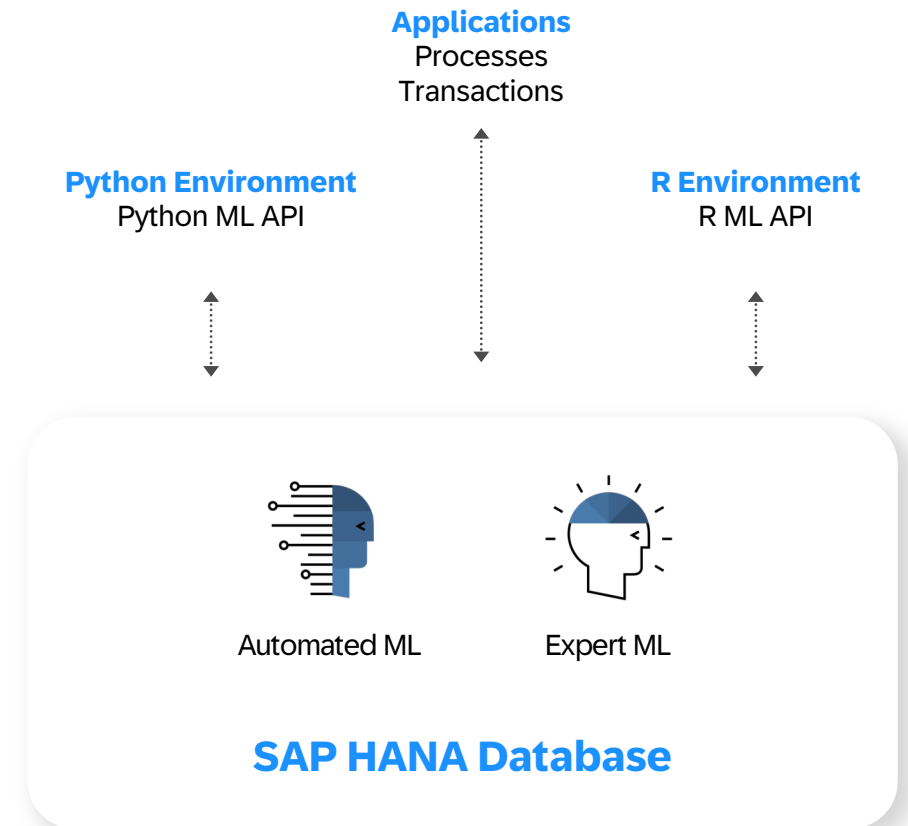 Applications
Processes
Transactions
Python Environment
Python ML API
R Environment
R ML API
Automated ML
Expert ML
SAP HANA Database